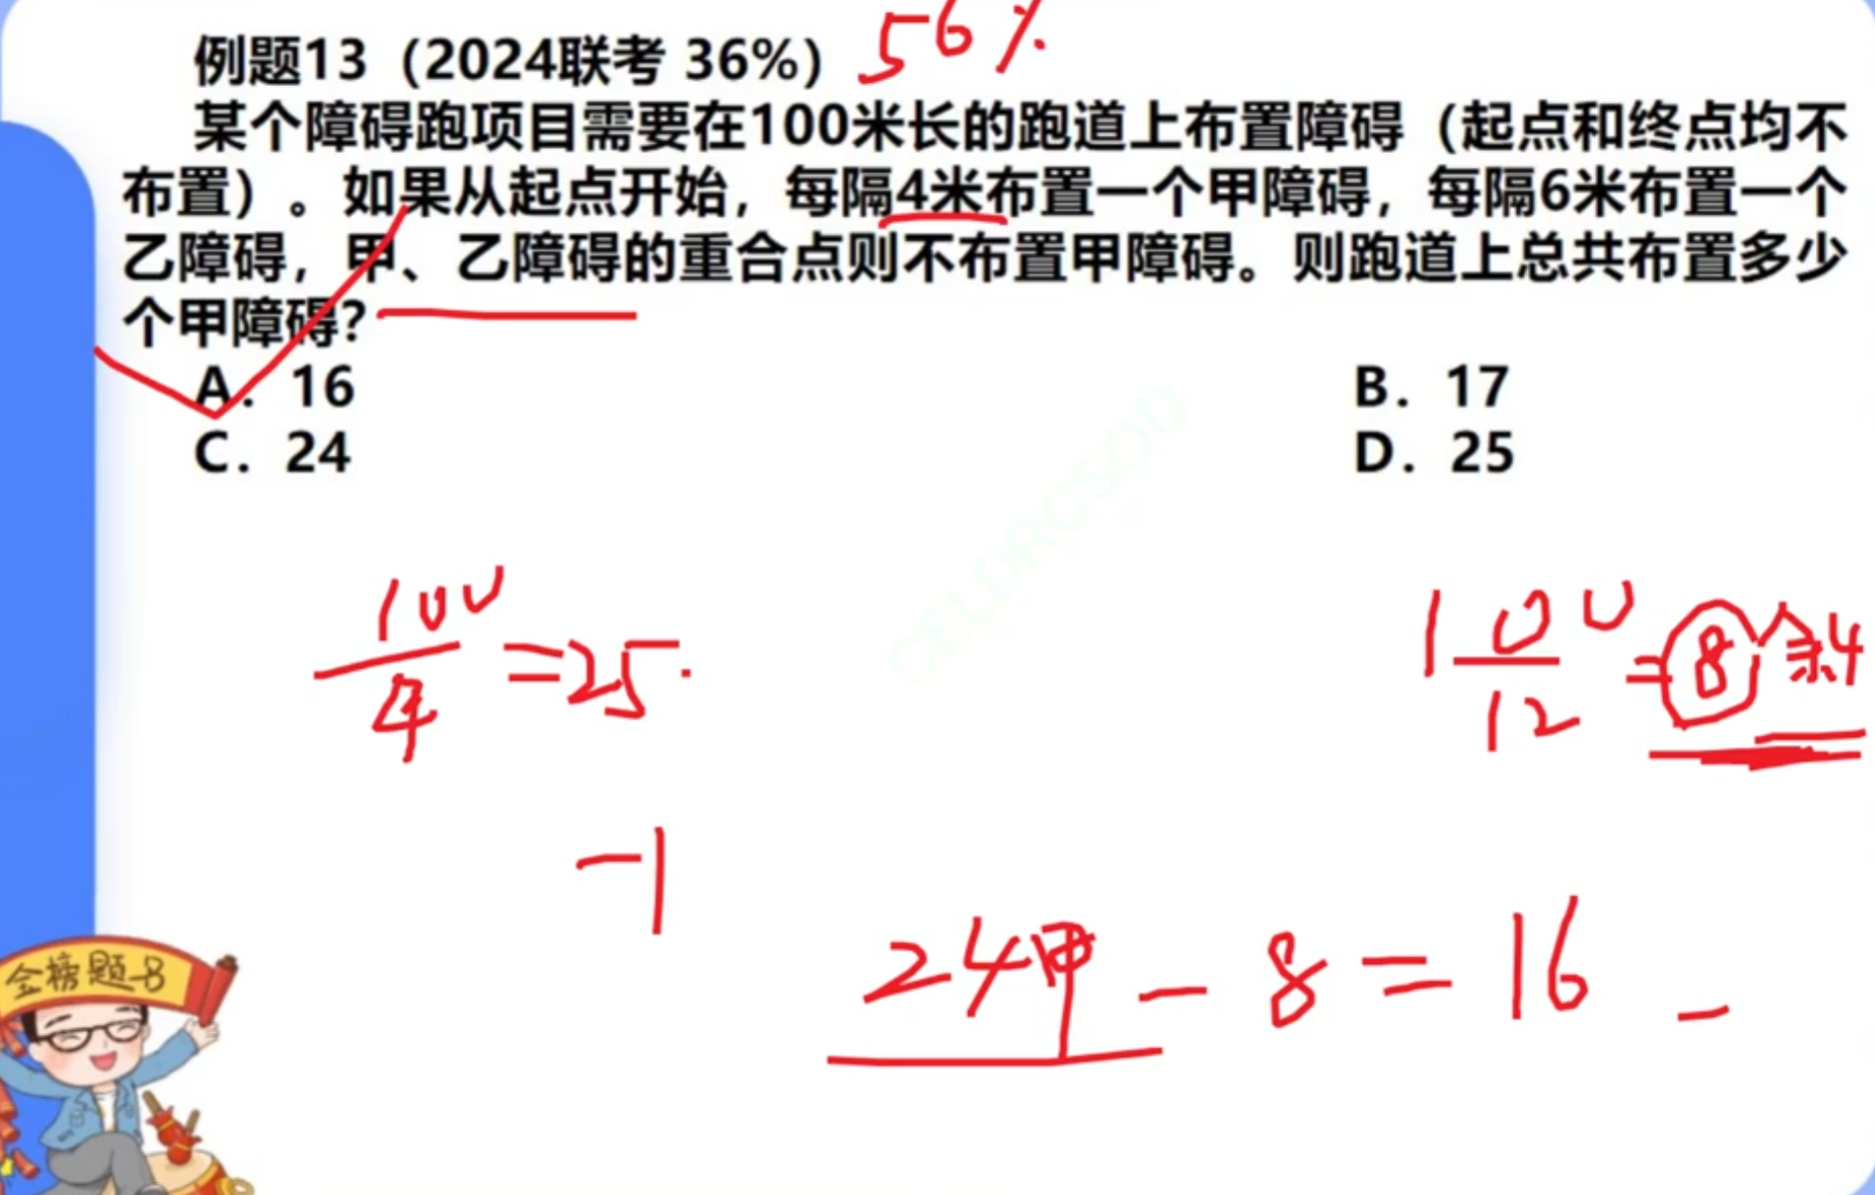 例题13（2024联考 36%） 56%
某个障碍跑项目需要在100米长的跑道上布置障碍（起点和终点均不
布置）。如果从起点开始，每隔4米布置一个甲障碍，每隔6米布置一个
乙障碍，甲、乙障碍的重合点则不布置甲障碍。则跑道上总共布置多少
个甲障碍？
A．16
B．17
C．24
D．25
CELDRCSOD
100
4
=25.
100
12
=8余4
-1
24甲-8=16
金榜题B